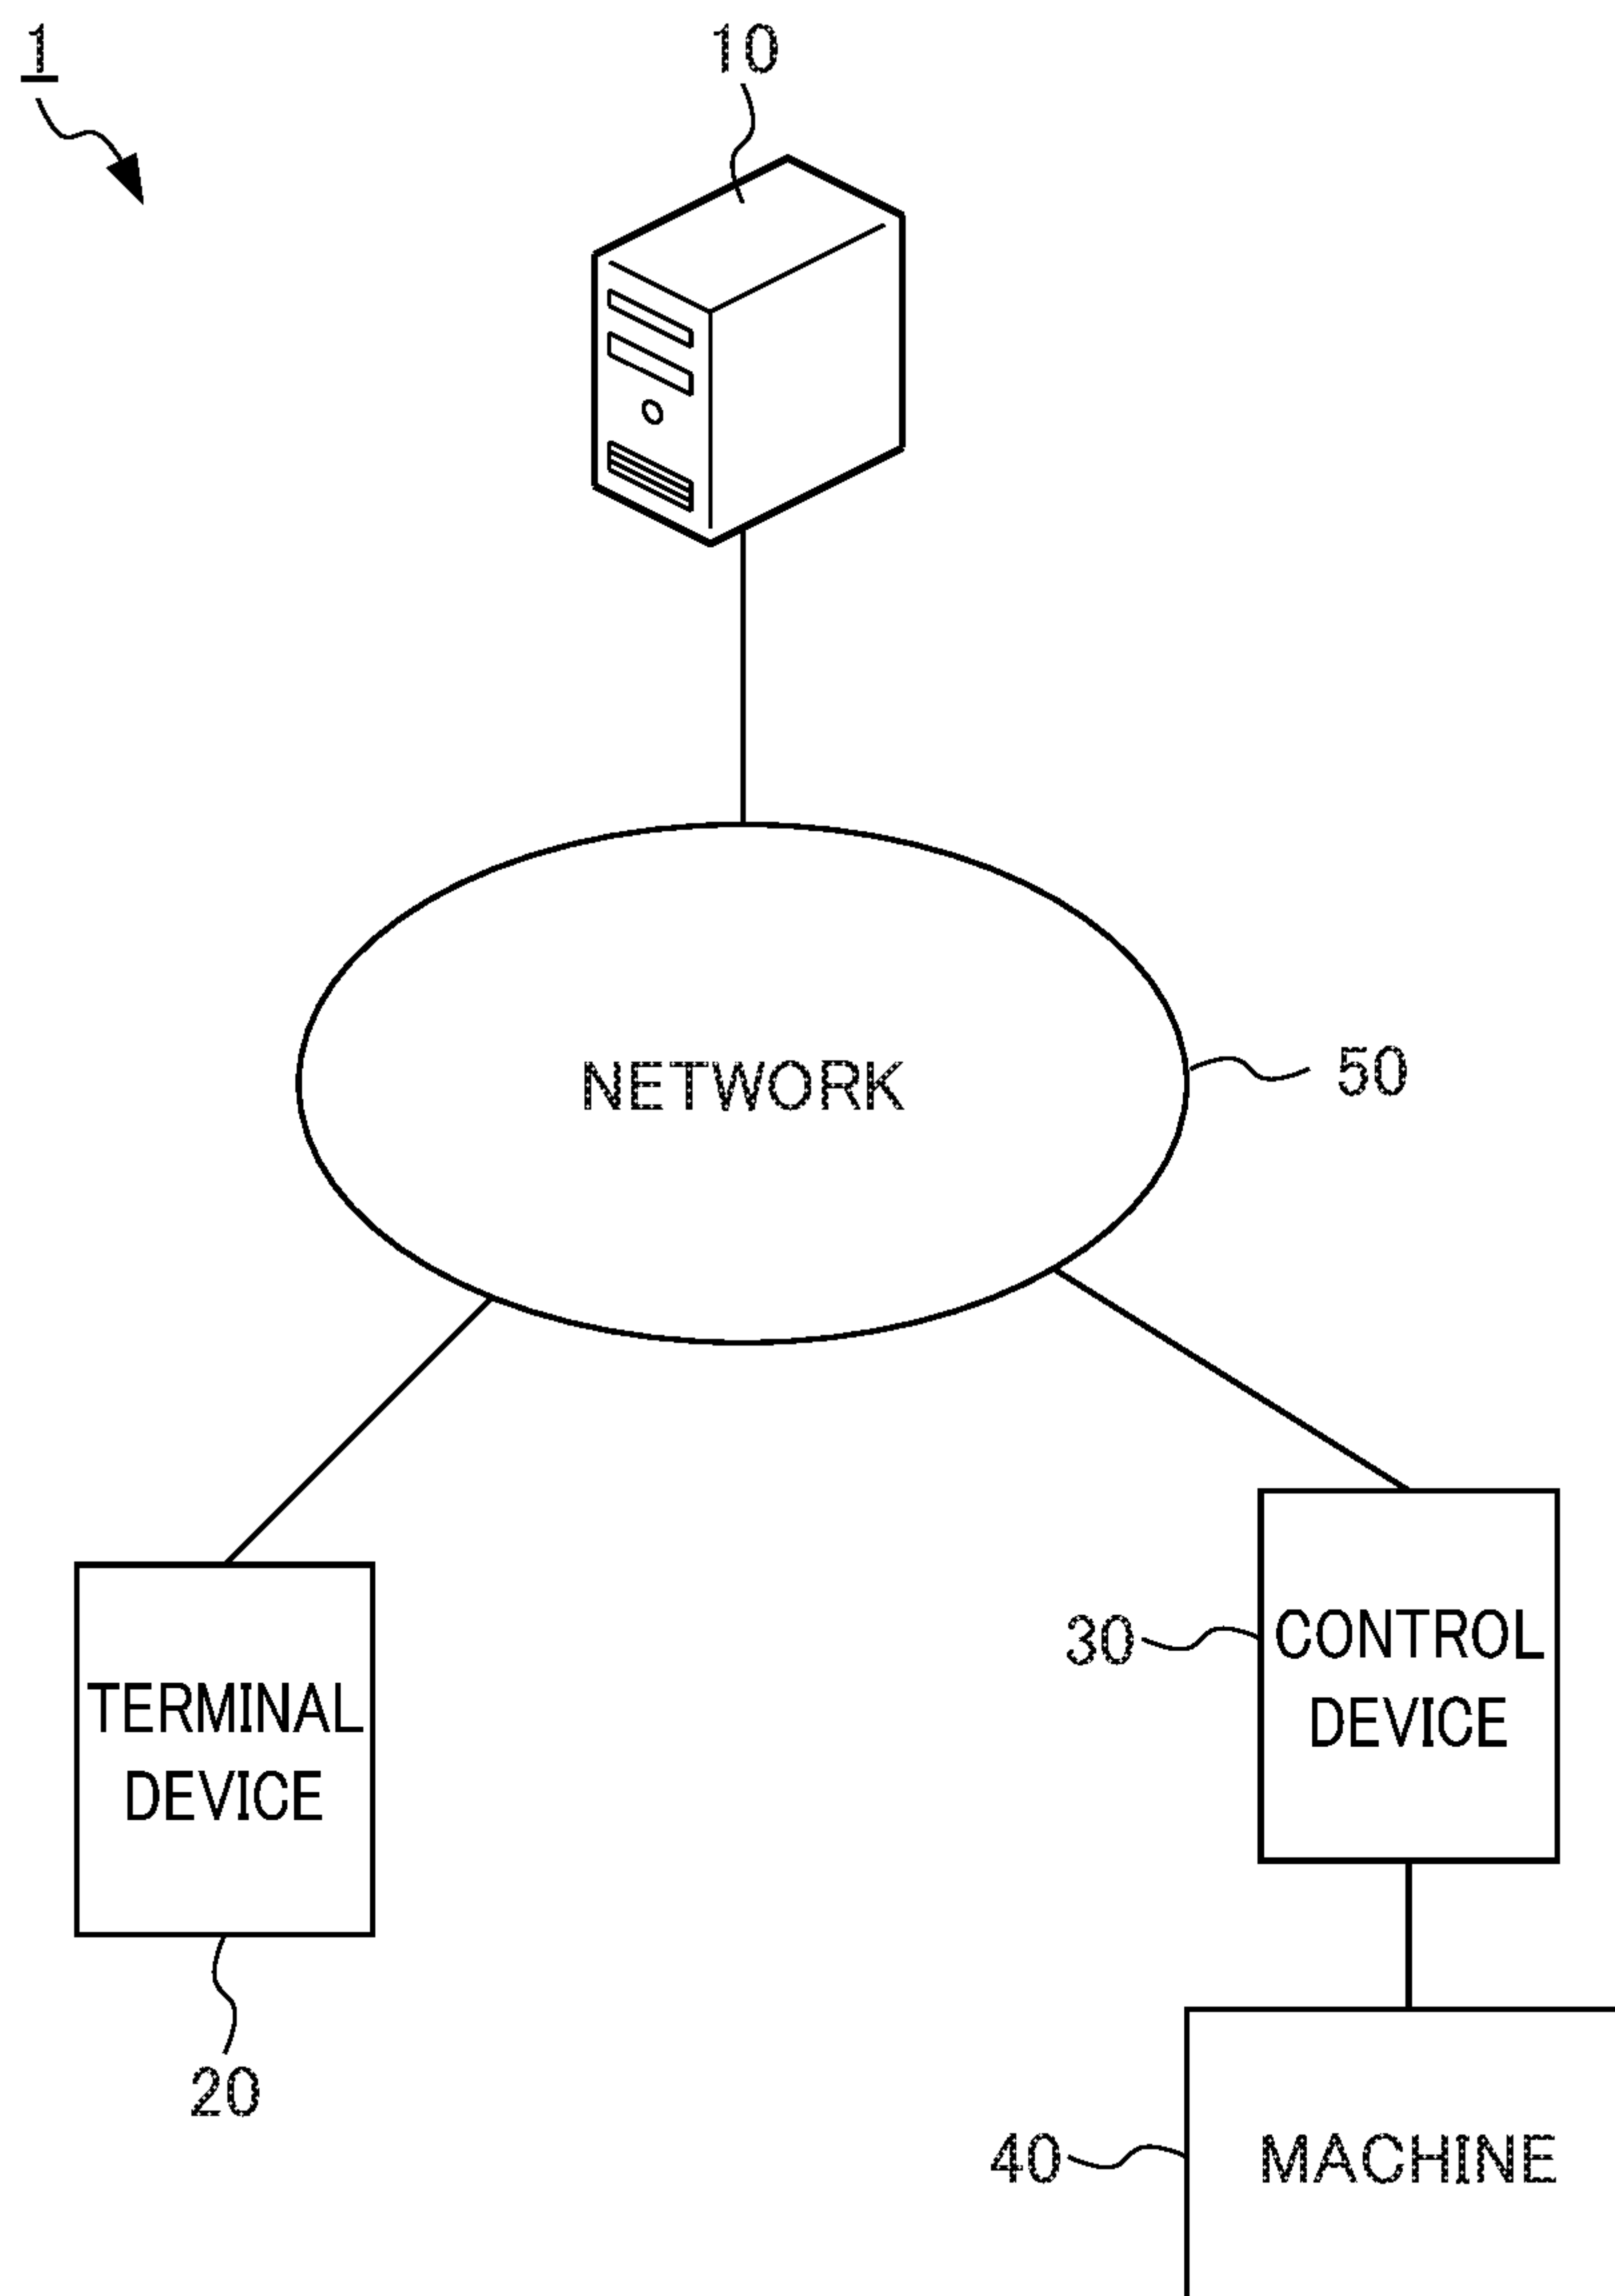 1
10
NETWORK
50
30
CONTROL
DEVICE
TERMINAL
DEVICE
20
40
MACHINE